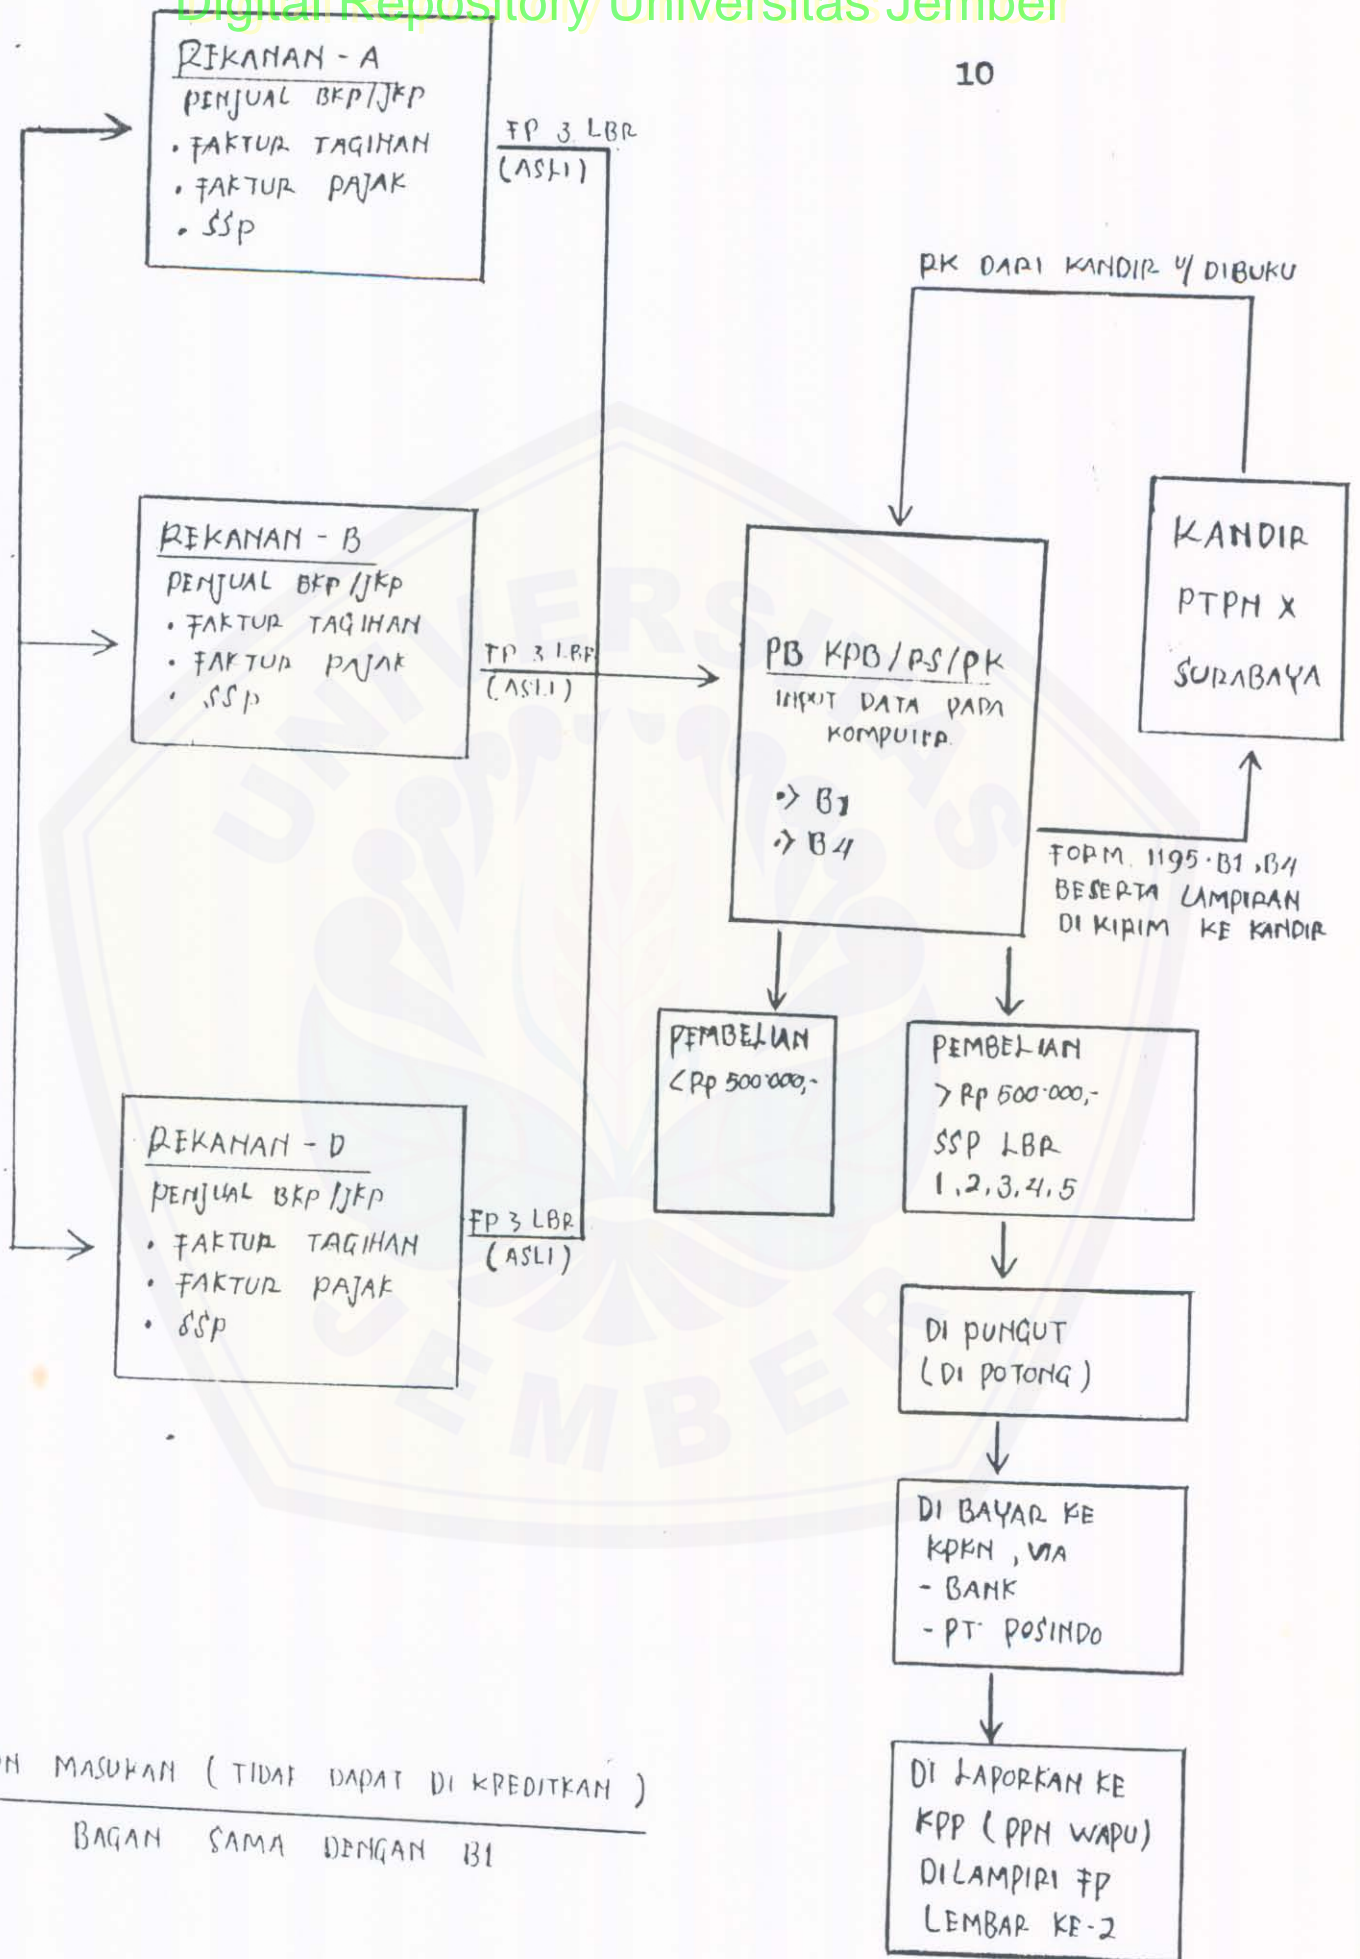 Digital Repository Universitas Jember
10
REKANAN - A
PENJUAL BKP/JKP
• FAKTUR TAGIHAN
• FAKTUR PAJAK
• SSP
FP 3 LBR
(ASLI)
RK DARI KANDIR U/ DIBUKU
REKANAN - B
PENJUAL BKP/JKP
• FAKTUR TAGIHAN
• FAKTUR PAJAK
• SSP
FP 3 LBR
(ASLI)
PB KPB/RS/PK
INPUT DATA PADA
KOMPUTER
•> B1
•> B4
KANDIR
PTPN X
SURABAYA
FORM. 1195.B1,B4
BESERTA LAMPIRAN
DI KIRIM KE KANDIR
PEMBELIAN
<Rp 500.000,-
PEMBELIAN
> Rp 500.000,-
SSP LBR
1,2,3,4,5
REKANAN - D
PENJUAL BKP/JKP
• FAKTUR TAGIHAN
• FAKTUR PAJAK
• SSP
FP 3 LBR
(ASLI)
DI PUNGUT
(DI POTONG)
DI BAYAR KE
KPKN, VIA
- BANK
- PT. POSINDO
DI LAPORKAN KE
KPP (PPN WAPU)
DILAMPIRI FP
LEMBAR KE-2
MASUKAN (TIDAK DAPAT DI KREDITKAN)
BAGAN SAMA DENGAN B1
UNIVERSITAS
JEMBER